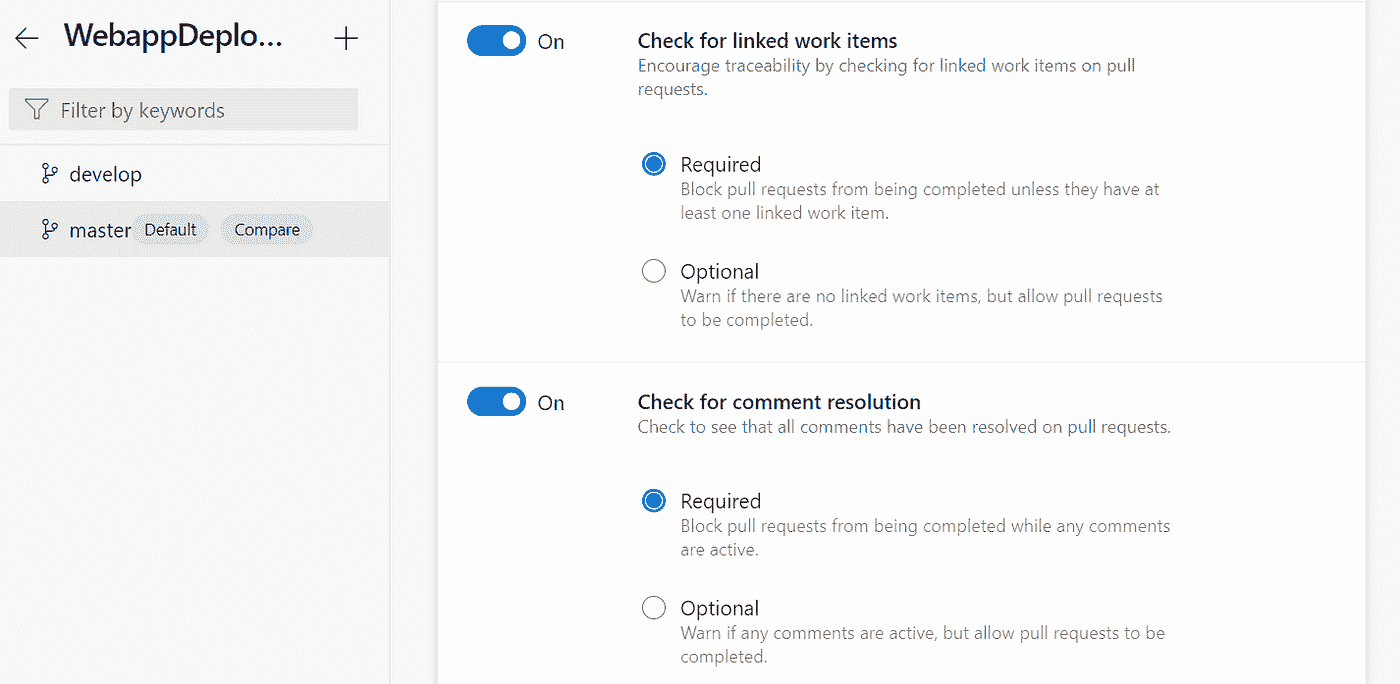 WebappDeplo...
Filter by keywords
develop
master Default Compare
On
Check for linked work items
Encourage traceability by checking for linked work items on pull
requests.
Required
Block pull requests from being completed unless they have at
least one linked work item.
Optional
Warn if there are no linked work items, but allow pull requests
to be completed.
On
Check for comment resolution
Check to see that all comments have been resolved on pull requests.
Required
Block pull requests from being completed while any comments
are active.
Optional
Warn if any comments are active, but allow pull requests to be
completed.